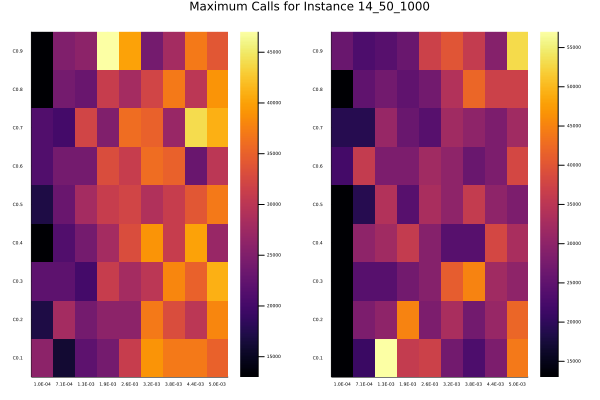 Maximum Calls for Instance 14_50_1000
C0.9
C0.8
C0.7
C0.6
C0.5
C0.4
C0.3
C0.2
C0.1
1.0E-04 7.1E-04 1.3E-03 1.9E-03 2.6E-03 3.2E-03 3.8E-03 4.4E-03 5.0E-03
45000
40000
35000
30000
25000
20000
15000
C0.9
C0.8
C0.7
C0.6
C0.5
C0.4
C0.3
C0.2
C0.1
1.0E-04 7.1E-04 1.3E-03 1.9E-03 2.6E-03 3.2E-03 3.8E-03 4.4E-03 5.0E-03
55000
50000
45000
40000
35000
30000
25000
20000
15000